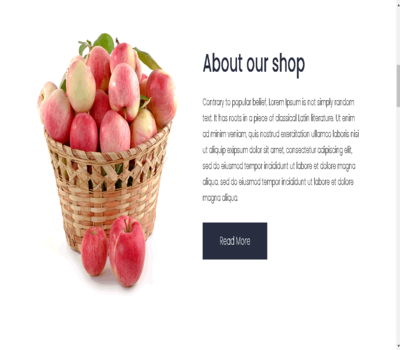 About our shop
Contrary to popular belief, Lorem Ipsum is not simply random
text. It has roots in a piece of classical Latin literature. Ut enim
ad minim veniam, quis nostrud exercitation ullamco laboris nisi
ut aliquip exipsum dolor sit amet, consectetur adipiscing elit,
sed do eiusmod tempor incididunt ut labore et dolore magna
aliqua. sed do eiusmod tempor incididunt ut labore et dolore
magna aliqua.
Read More